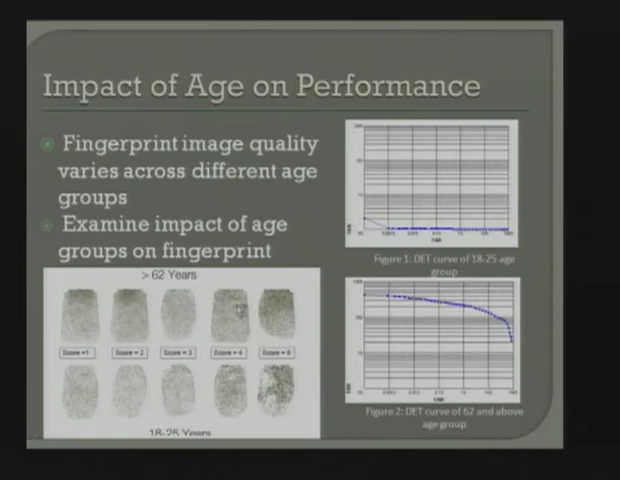 Impact of Age on Performance
Fingerprint image quality
varies across different age
groups
Examine impact of age
groups on fingerprint
> 62 Years
Score =1
Score = 2
Score = 3
Score = 4
18-25 Years
Figure 1: DET curve of 18-25 age
group
Figure 2: DET curve of 62 and above
age group